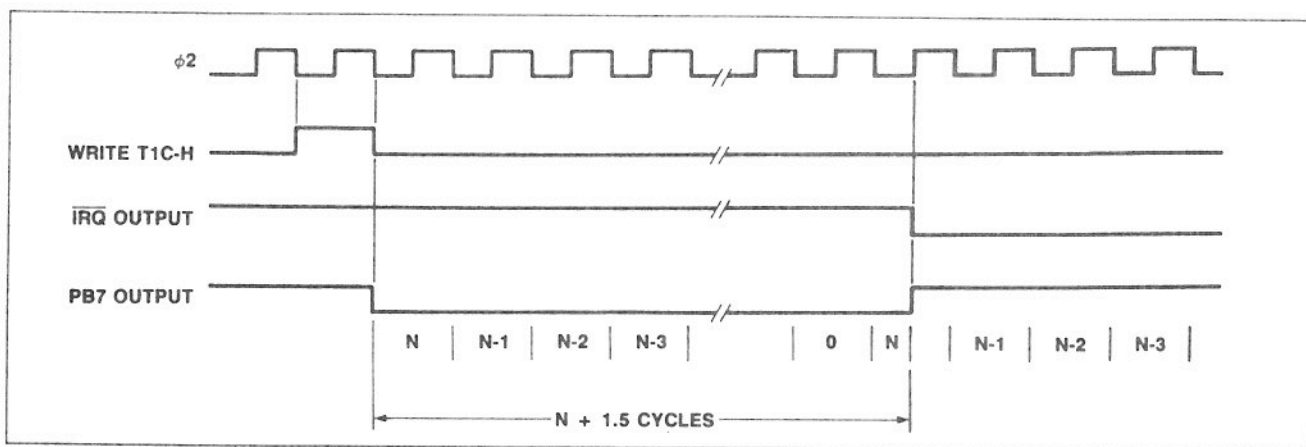 φ2
WRITE T1C-H
IRQ OUTPUT
PB7 OUTPUT
N N-1 N-2 N-3 0 N N-1 N-2 N-3
N + 1.5 CYCLES